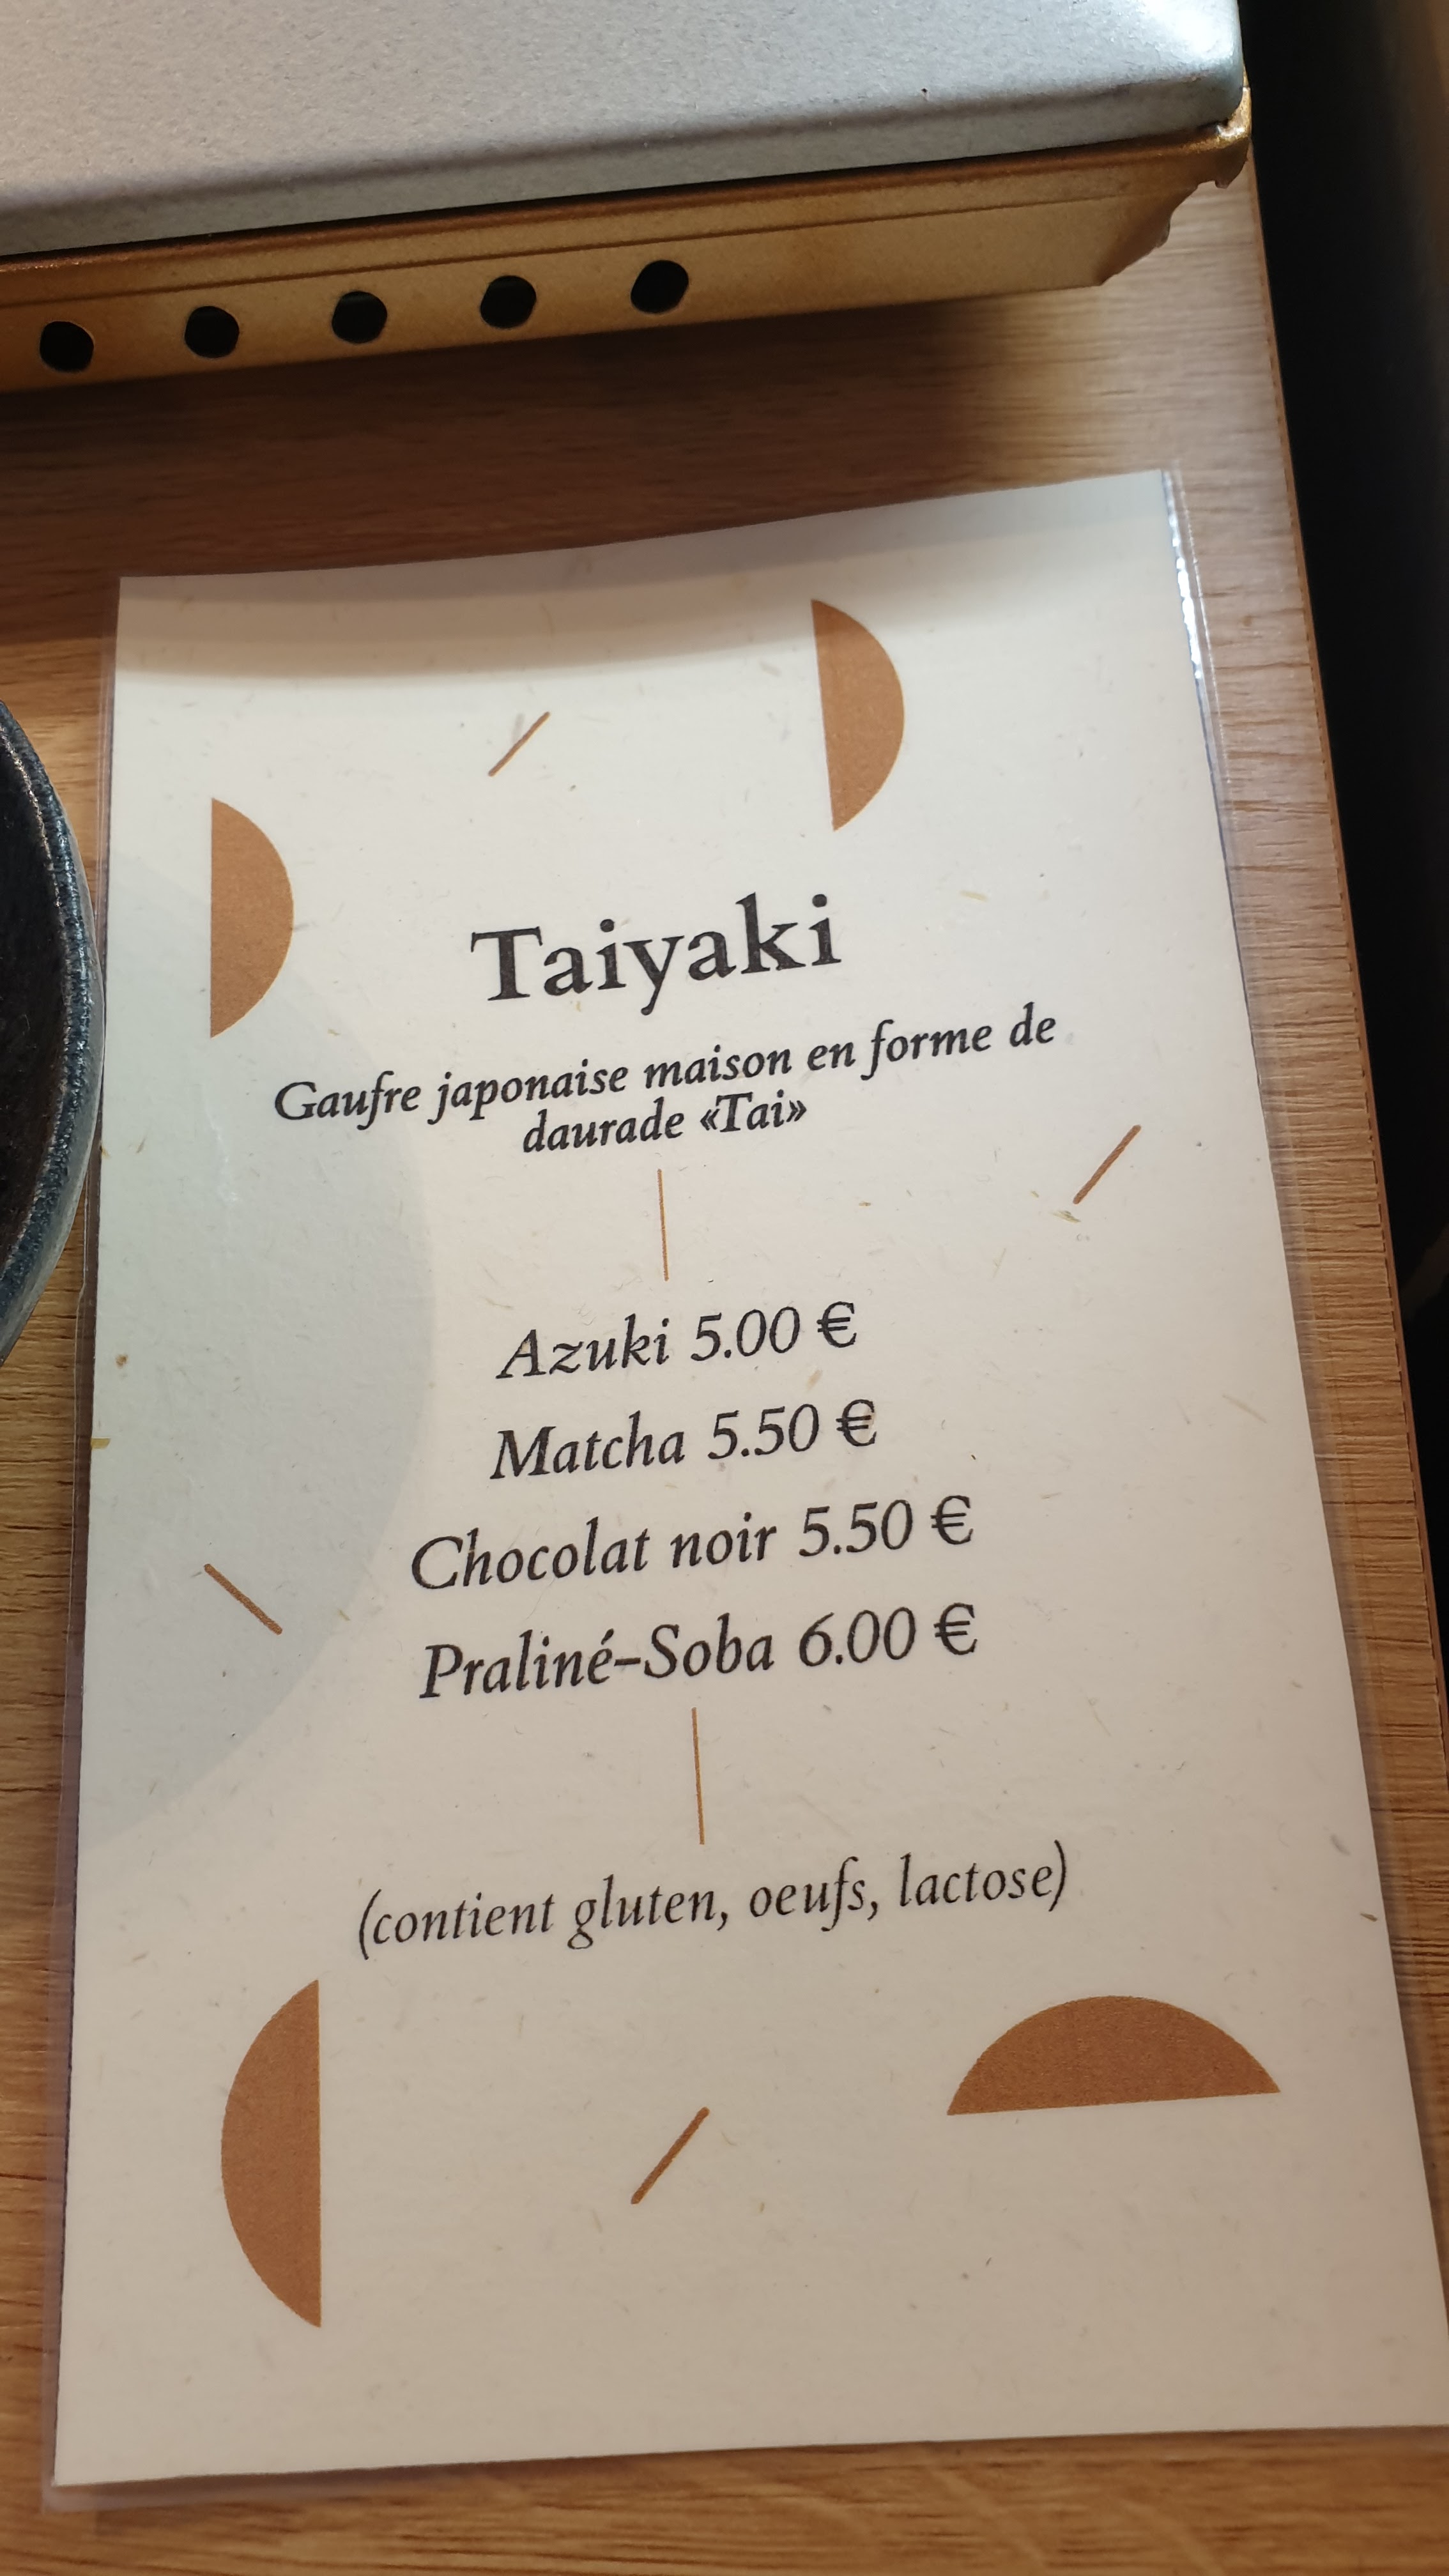 Taiyaki
Gaufre japonaise maison en forme de
daurade «Tai»
Azuki 5.00 €
Matcha 5.50 €
Chocolat noir 5.50 €
Praliné-Soba 6.00 €
(contient gluten, oeufs, lactose)